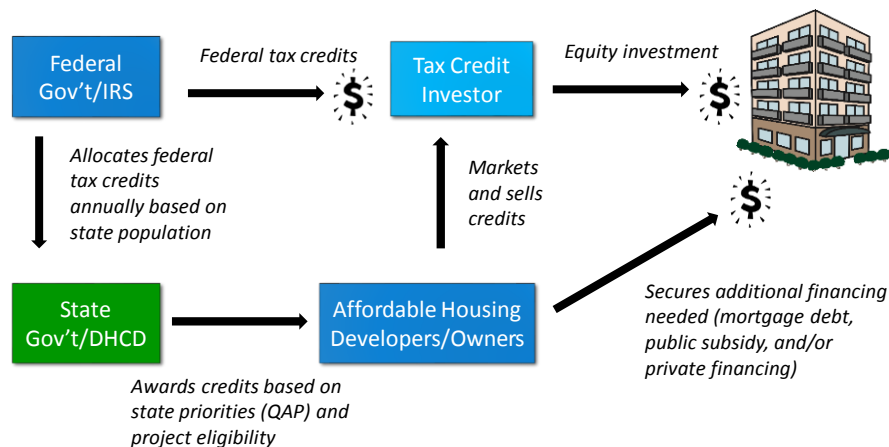 Federal
Gov't/IRS
Federal tax credits
$
Tax Credit
Investor
Equity investment
$
Allocates federal
tax credits
annually based on
state population
Markets
and sells
credits
$
State
Gov't/DHCD
Affordable Housing
Developers/Owners
Secures additional financing
needed (mortgage debt,
public subsidy, and/or
private financing)
Awards credits based on
state priorities (QAP) and
project eligibility